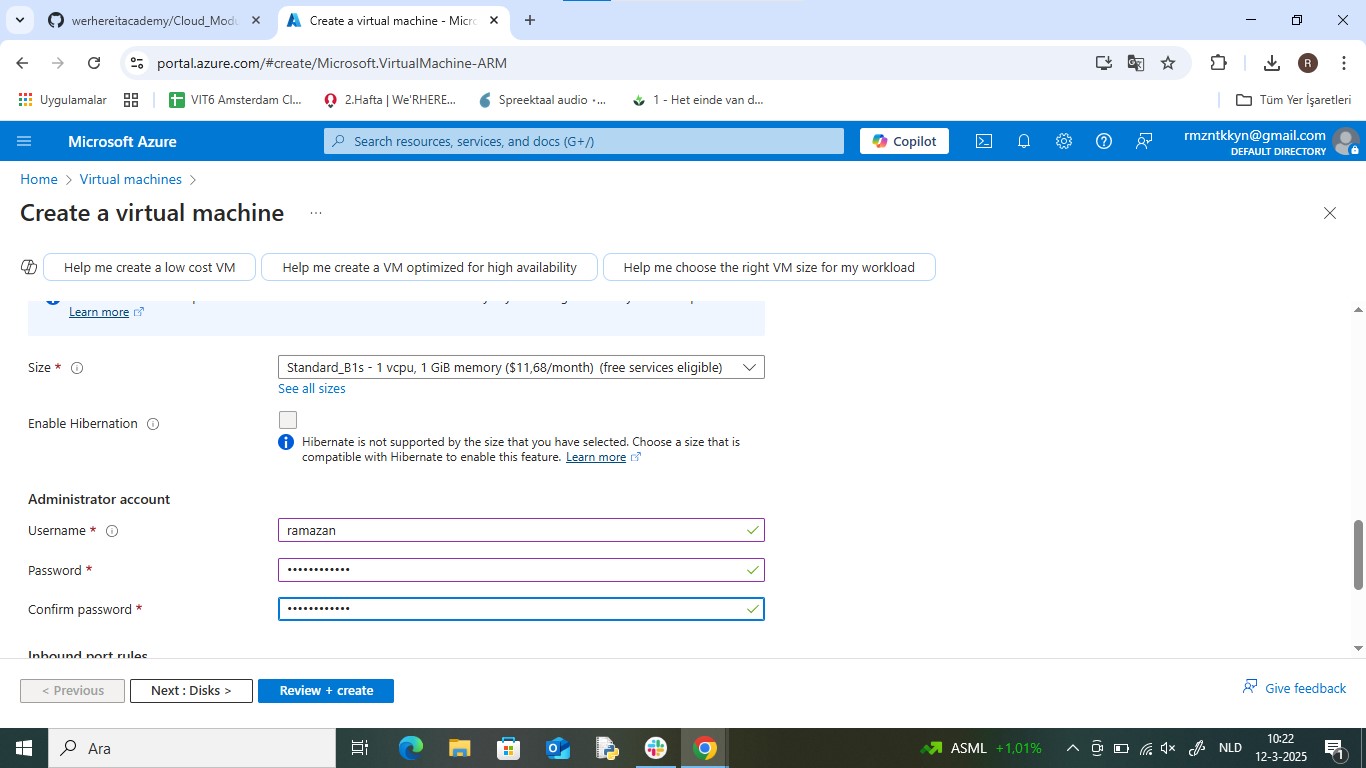 werhereitacademy/Cloud_Modu
Create a virtual machine - Micro
portal.azure.com/#create/Microsoft.VirtualMachine-ARM
R
Uygulamalar
VIT6 Amsterdam Cl...
2.Hafta | We'RHERE...
Spreektaal audio -...
1 - Het einde van d...
Tüm Yer İşaretleri
Microsoft Azure
Search resources, services, and docs (G+/)
Copilot
rmzntkkyn@gmail.com
DEFAULT DIRECTORY
Home > Virtual machines >
Create a virtual machine ...
Help me create a low cost VM
Help me create a VM optimized for high availability
Help me choose the right VM size for my workload
Learn more
Size *
Standard_B1s - 1 vcpu, 1 GiB memory ($11,68/month) (free services eligible)
See all sizes
Enable Hibernation
Hibernate is not supported by the size that you have selected. Choose a size that is
compatible with Hibernate to enable this feature. Learn more
Administrator account
Username *
ramazan
Password *
••••••••••••
Confirm password *
••••••••••••
Inbound port rules
< Previous
Next : Disks >
Review + create
Give feedback
Ara
ASML +1,01%
NLD
10:22
12-3-2025
1